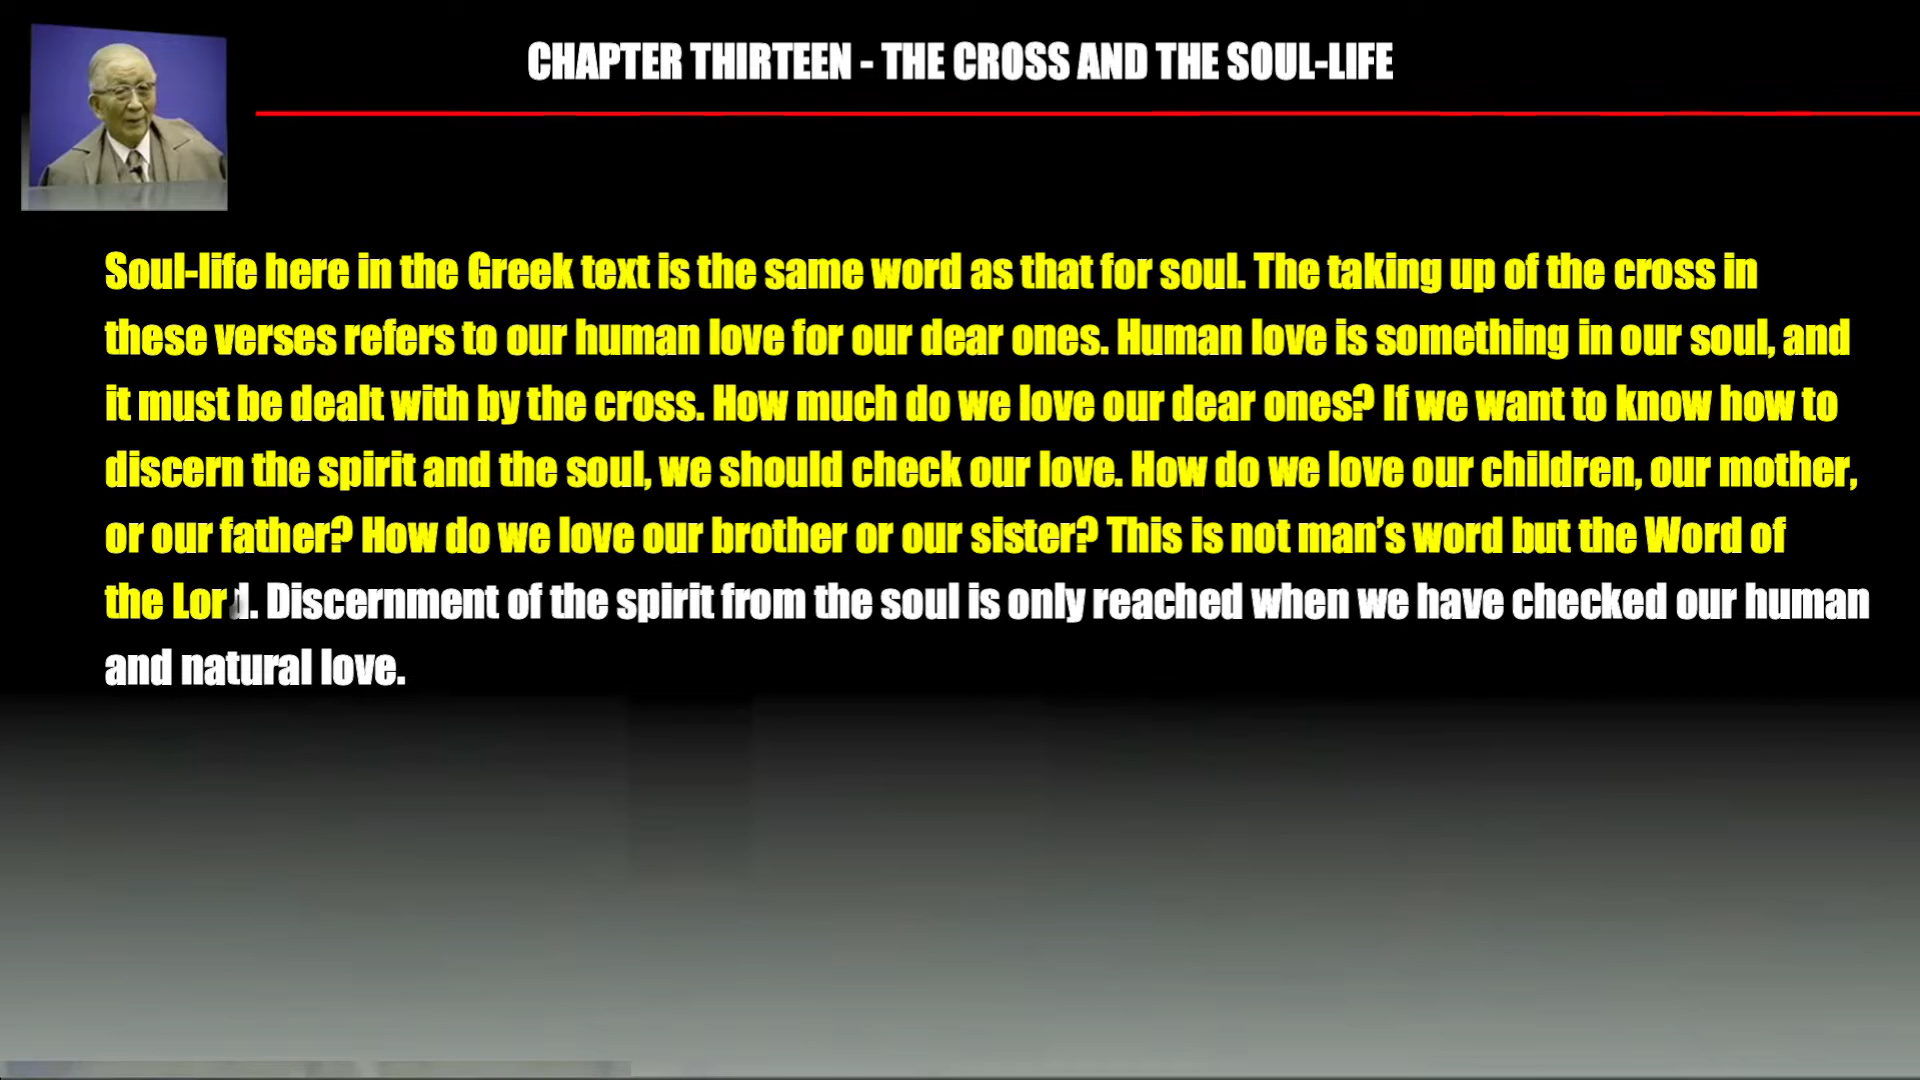 CHAPTER THIRTEEN - THE CROSS AND THE SOUL-LIFE
Soul-life here in the Greek text is the same word as that for soul. The taking up of the cross in
these verses refers to our human love for our dear ones. Human love is something in our soul, and
it must be dealt with by the cross. How much do we love our dear ones? If we want to know how to
discern the spirit and the soul, we should check our love. How do we love our children, our mother,
or our father? How do we love our brother or our sister? This is not man’s word but the Word of
the Lord. Discernment of the spirit from the soul is only reached when we have checked our human
and natural love.